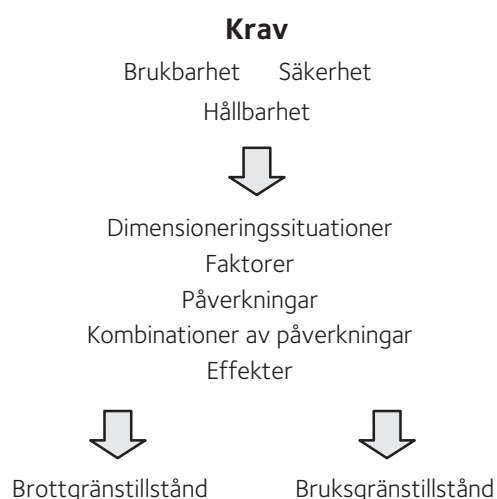 Krav
Brukbarhet Säkerhet
Hållbarhet
Dimensioneringssituationer
Faktorer
Påverkningar
Kombinationer av påverkningar
Effekter
Brottgränstillstånd Bruksgränstillstånd